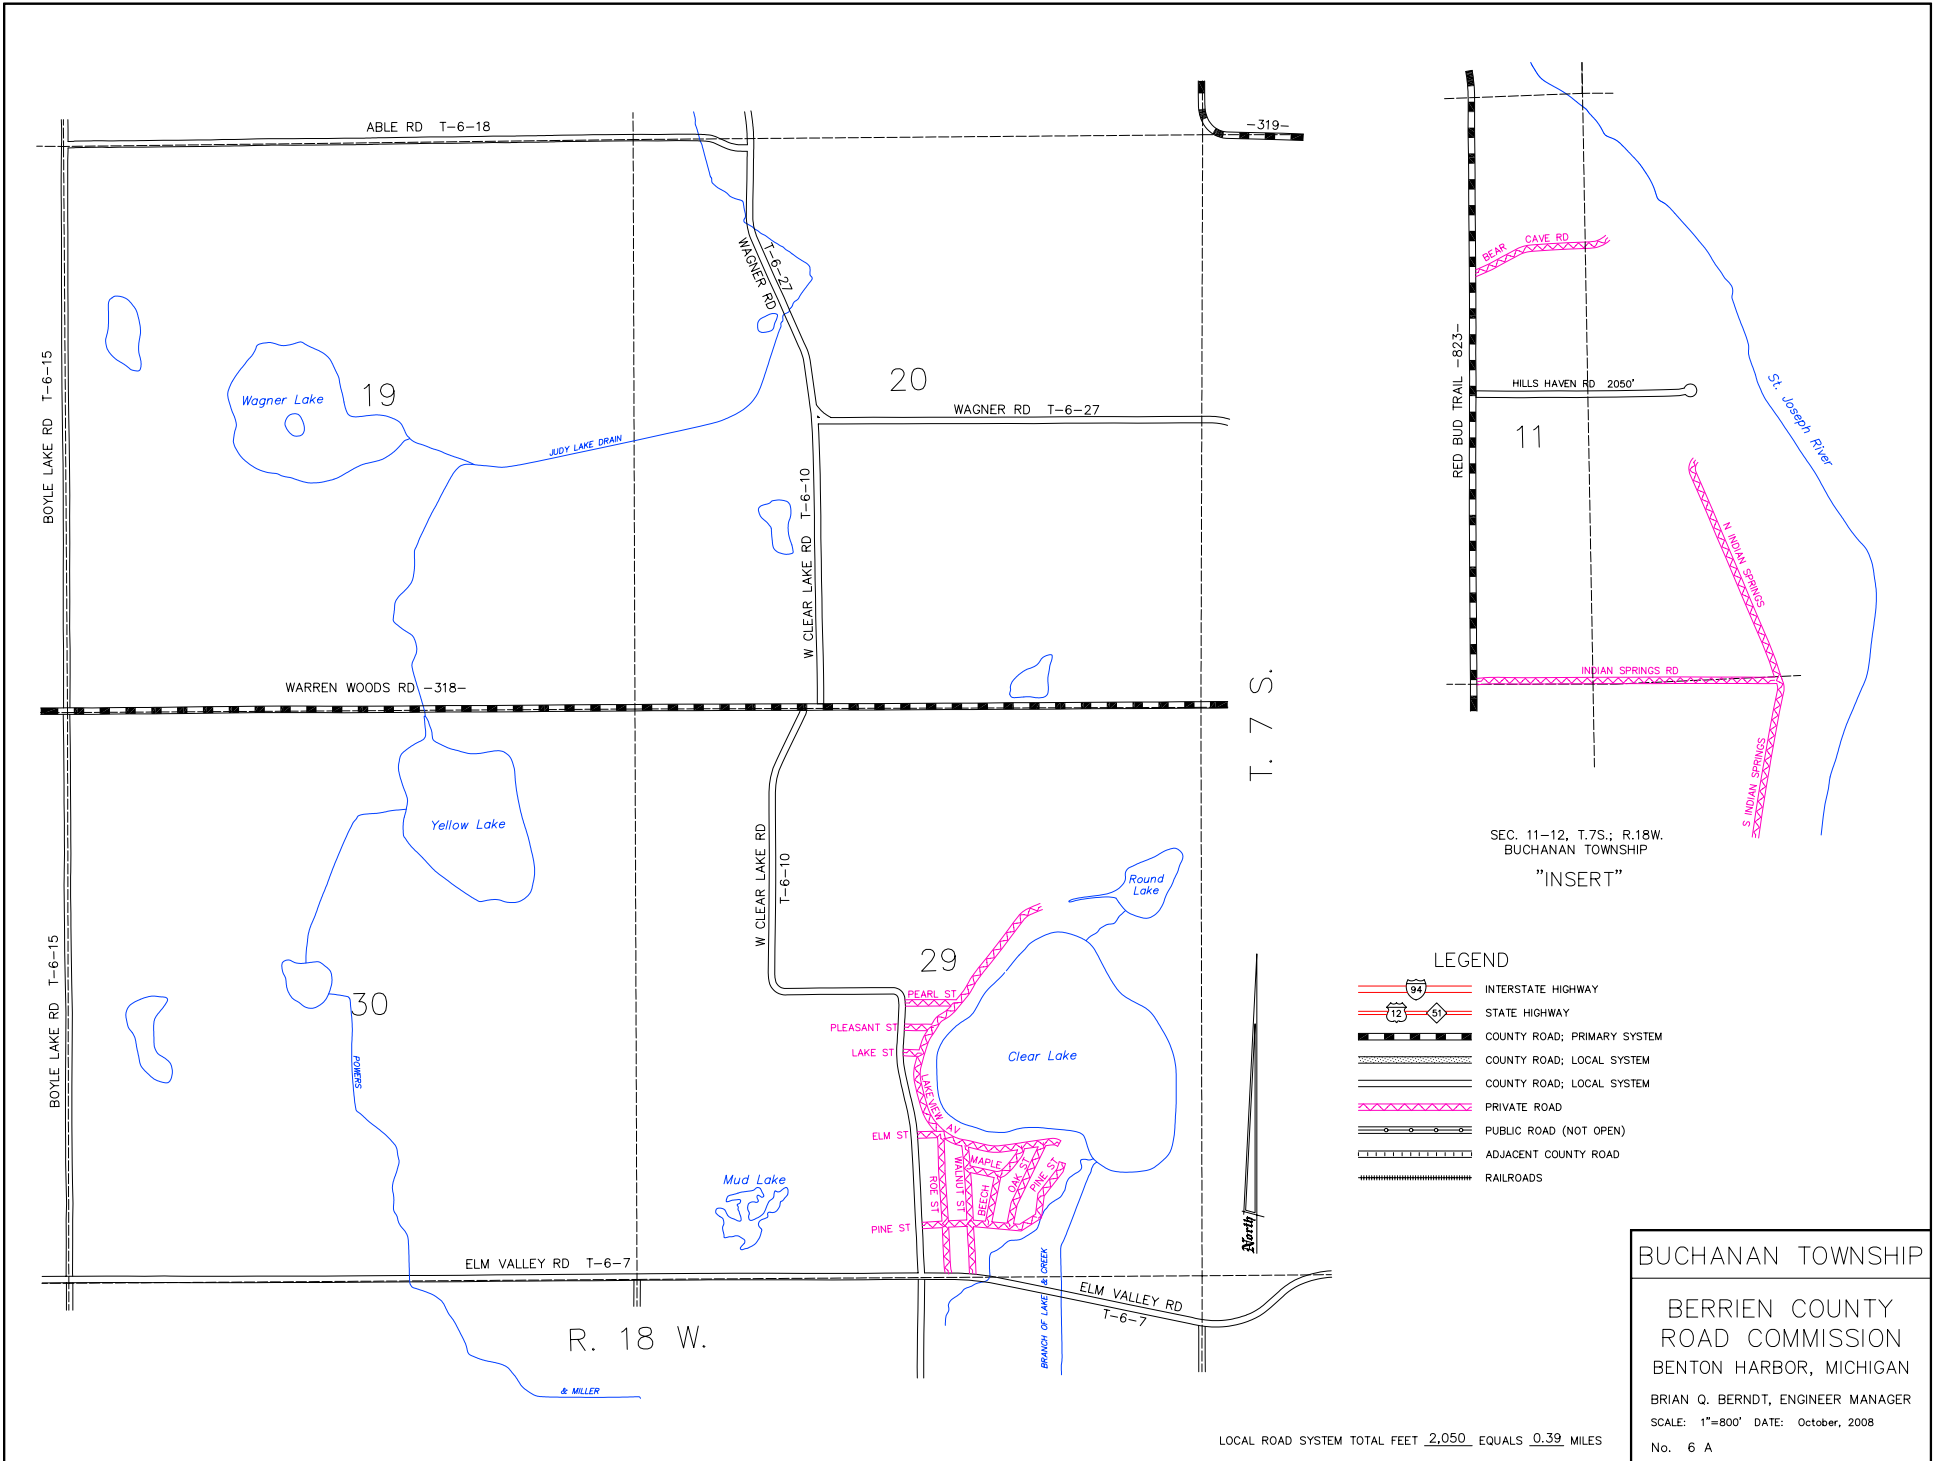 ABLE RD T-6-18
-319-
WAGNER RD
T-6-27
BOYLE LAKE RD T-6-15
Wagner Lake
19
20
WAGNER RD T-6-27
JUDY LAKE DRAIN
W CLEAR LAKE RD T-6-10
WARREN WOODS RD -318-
T. 7 S.
Yellow Lake
W CLEAR LAKE RD
T-6-10
BOYLE LAKE RD T-6-15
30
POWERS
29
Round
Lake
PEARL ST
PLEASANT ST
LAKE ST
Clear Lake
LAKE VIEW AV
ELM ST
MAPLE
WALNUT ST
ROE ST
BEECH
OAK ST
PINE ST
PINE ST
Mud Lake
ELM VALLEY RD T-6-7
ELM VALLEY RD
T-6-7
BRANCH OF LAKE & CREEK
R. 18 W.
& MILLER
North
BEAR CAVE RD
RED BUD TRAIL -823-
HILLS HAVEN RD 2050'
11
St. Joseph River
N INDIAN SPRINGS
INDIAN SPRINGS RD
S INDIAN SPRINGS
SEC. 11-12, T.7S.; R.18W.
BUCHANAN TOWNSHIP
"INSERT"
LEGEND
94 INTERSTATE HIGHWAY
12 51 STATE HIGHWAY
COUNTY ROAD; PRIMARY SYSTEM
COUNTY ROAD; LOCAL SYSTEM
COUNTY ROAD; LOCAL SYSTEM
PRIVATE ROAD
PUBLIC ROAD (NOT OPEN)
ADJACENT COUNTY ROAD
RAILROADS
BUCHANAN TOWNSHIP
BERRIEN COUNTY
ROAD COMMISSION
BENTON HARBOR, MICHIGAN
BRIAN Q. BERNDT, ENGINEER MANAGER
SCALE: 1"=800' DATE: October, 2008
No. 6 A
LOCAL ROAD SYSTEM TOTAL FEET 2,050 EQUALS 0.39 MILES